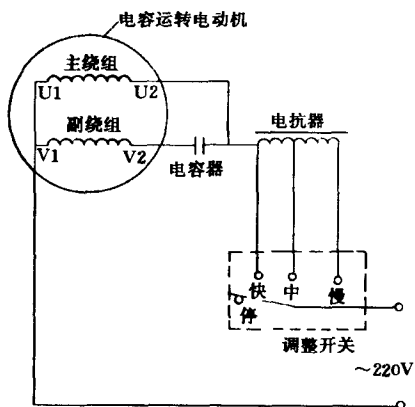 电容运转电动机
主绕组
U1 U2
副绕组
V1 V2
电容器
电抗器
快 中 慢
停
调整开关
～220V